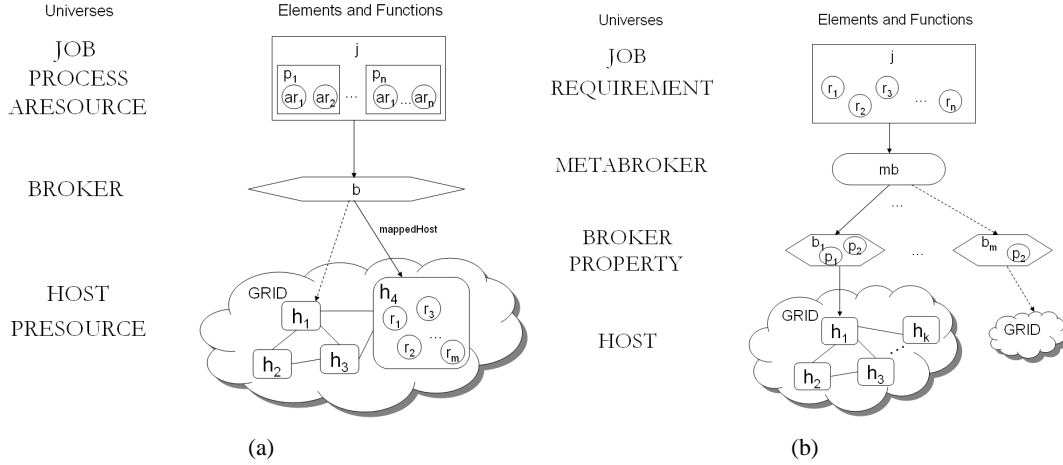 Universes
Elements and Functions
JOB
PROCESS
ARESOURCE
j
p1
ar1 ar2
...
pn
ar1 ... arn
BROKER
b
mappedHost
HOST
PRESOURCE
GRID
h1
h2
h3
h4
r1
r3
r2
...
rm
(a)
Universes
Elements and Functions
JOB
REQUIREMENT
j
r1
r2
r3
...
rn
METABROKER
mb
...
BROKER
PROPERTY
b1
p1
p2
...
bm
p2
HOST
GRID
h1
hk
h2
h3
...
GRID
(b)